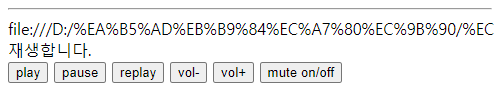 file:///D:/%EA%B5%AD%EB%B9%84%EC%A7%80%EC%9B%90/%EC
재생합니다.
play pause replay vol- vol+ mute on/off